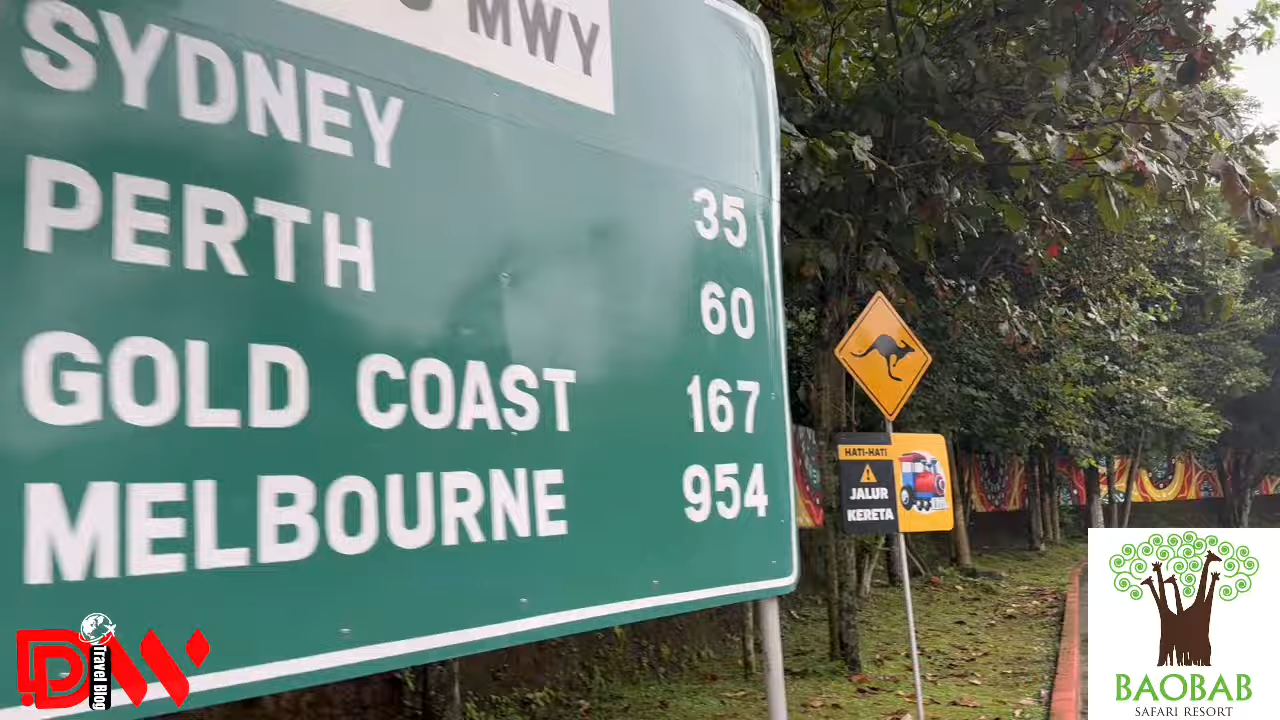 MWY
SYDNEY 35
PERTH 60
GOLD COAST 167
MELBOURNE 954
HATI-HATI
JALUR
KERETA
DW
Travel Blog
BAOBAB
SAFARI RESORT